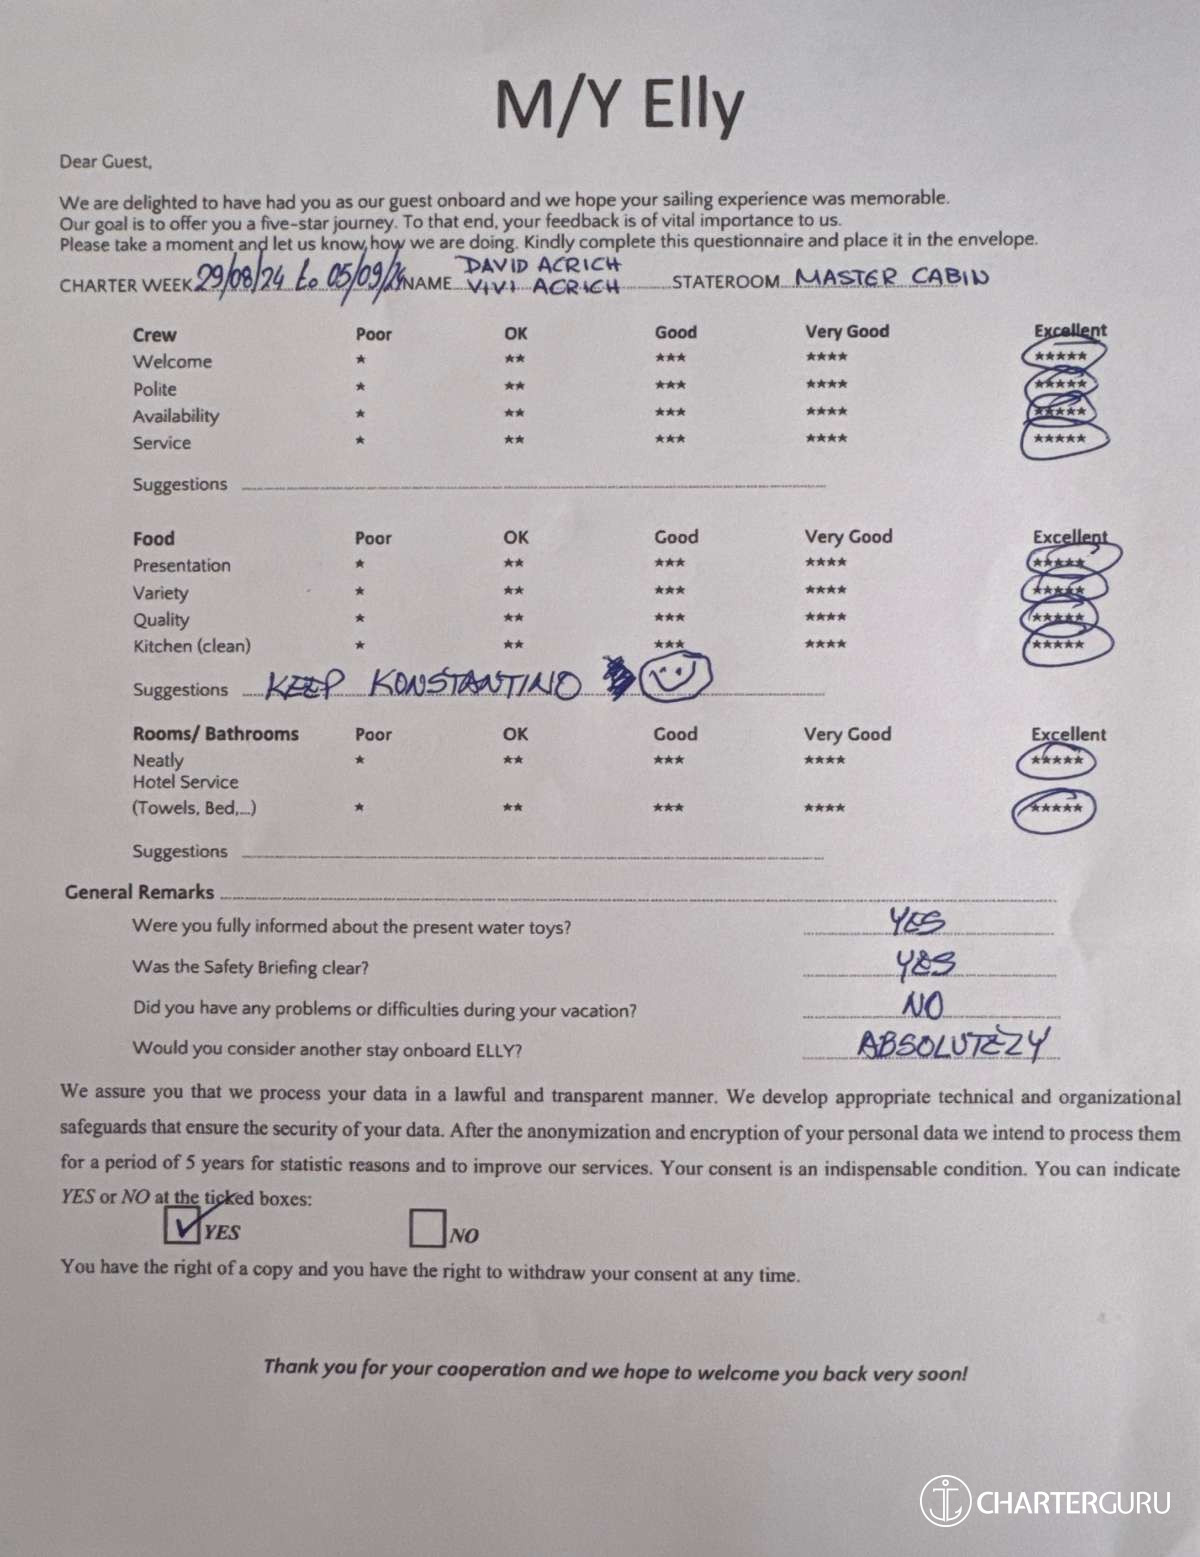 M/Y Elly
Dear Guest,
We are delighted to have had you as our guest onboard and we hope your sailing experience was memorable.
Our goal is to offer you a five-star journey. To that end, your feedback is of vital importance to us.
Please take a moment and let us know how we are doing. Kindly complete this questionnaire and place it in the envelope.
CHARTER WEEK 29/08/24 to 05/09/24 NAME DAVID ACRICH VIVI ACRICH STATEROOM MASTER CABIN
Crew Poor OK Good Very Good Excellent
Welcome ★ ★★ ★★★ ★★★★ ★★★★★
Polite ★ ★★ ★★★ ★★★★ ★★★★★
Availability ★ ★★ ★★★ ★★★★ ★★★★★
Service ★ ★★ ★★★ ★★★★ ★★★★★
Suggestions
Food Poor OK Good Very Good Excellent
Presentation ★ ★★ ★★★ ★★★★ ★★★★★
Variety ★ ★★ ★★★ ★★★★ ★★★★★
Quality ★ ★★ ★★★ ★★★★ ★★★★★
Kitchen (clean) ★ ★★ ★★★ ★★★★ ★★★★★
Suggestions KEEP KONSTANTINO
Rooms/ Bathrooms Poor OK Good Very Good Excellent
Neatly ★ ★★ ★★★ ★★★★ ★★★★★
Hotel Service
(Towels, Bed,...) ★ ★★ ★★★ ★★★★ ★★★★★
Suggestions
General Remarks
Were you fully informed about the present water toys? YES
Was the Safety Briefing clear? YES
Did you have any problems or difficulties during your vacation? NO
Would you consider another stay onboard ELLY? ABSOLUTELY
We assure you that we process your data in a lawful and transparent manner. We develop appropriate technical and organizational
safeguards that ensure the security of your data. After the anonymization and encryption of your personal data we intend to process them
for a period of 5 years for statistic reasons and to improve our services. Your consent is an indispensable condition. You can indicate
YES or NO at the ticked boxes:
YES NO
You have the right of a copy and you have the right to withdraw your consent at any time.
Thank you for your cooperation and we hope to welcome you back very soon!
CHARTERGURU